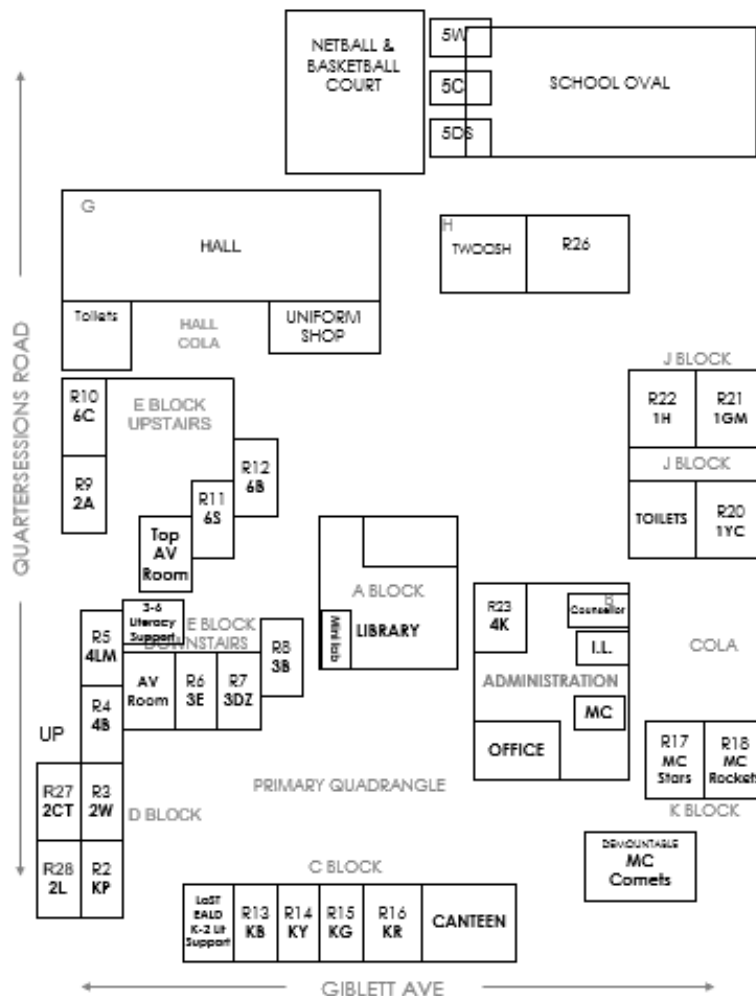 NETBALL &
BASKETBALL
COURT
5W
5C
5DS
SCHOOL OVAL
G
HALL
Toilets
HALL
COLA
UNIFORM
SHOP
H
TWOOSH
R26
QUARTERSESSIONS ROAD
R10
6C
E BLOCK
UPSTAIRS
R9
2A
R12
6B
R11
6S
Top
AV
Room
J BLOCK
R22
1H
R21
1GM
J BLOCK
TOILETS
R20
1YC
A BLOCK
LIBRARY
Mini lab
R23
4K
B
Counsellor
I.L.
ADMINISTRATION
MC
OFFICE
COLA
3-6
Literacy
Support
E BLOCK
DOWNSTAIRS
R5
4LM
R8
3B
AV
Room
R6
3E
R7
3DZ
R4
4B
UP
R27
2CT
R3
2W
D BLOCK
R28
2L
R2
KP
PRIMARY QUADRANGLE
R17
MC
Stars
R18
MC
Rockets
K BLOCK
DEMOUNTABLE
MC
Comets
C BLOCK
LaST
EALD
K-2 Lit
Support
R13
KB
R14
KY
R15
KG
R16
KR
CANTEEN
GIBLETT AVE